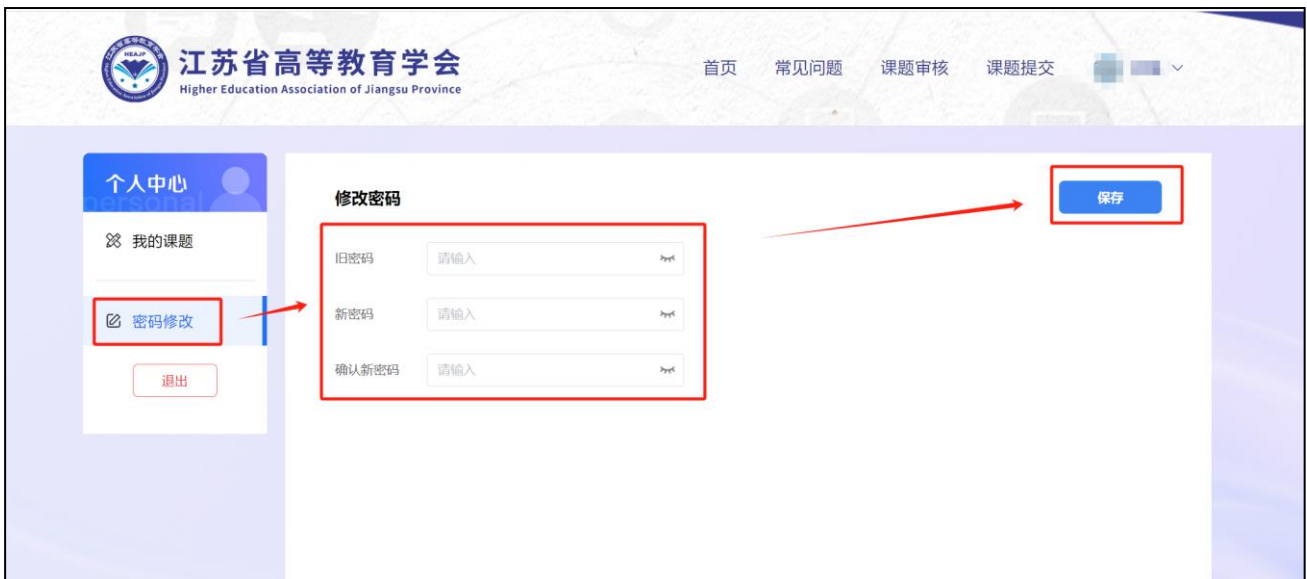 HEAJP
江苏省高等教育学会
Higher Education Association of Jiangsu Province
首页 常见问题 课题审核 课题提交
个人中心
personal
我的课题
密码修改
退出
修改密码
保存
旧密码 请输入
新密码 请输入
确认新密码 请输入